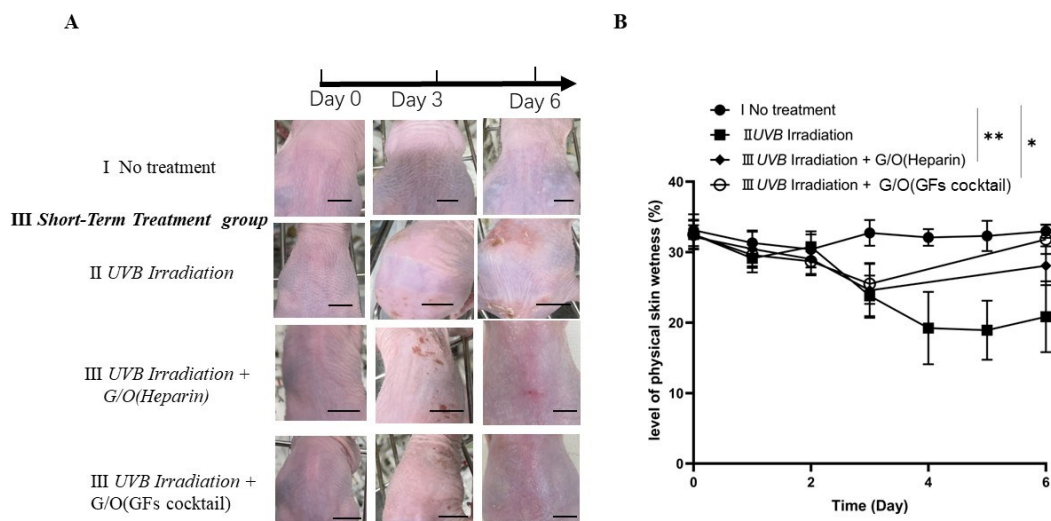 A
Day 0 Day 3 Day 6
I No treatment
III Short-Term Treatment group
II UVB Irradiation
III UVB Irradiation +
G/O(Heparin)
III UVB Irradiation +
G/O(GFs cocktail)
B
I No treatment
II UVB Irradiation
III UVB Irradiation + G/O(Heparin)
III UVB Irradiation + G/O(GFs cocktail)
**
*
level of physical skin wetness (%)
40
30
20
10
0
0 2 4 6
Time (Day)